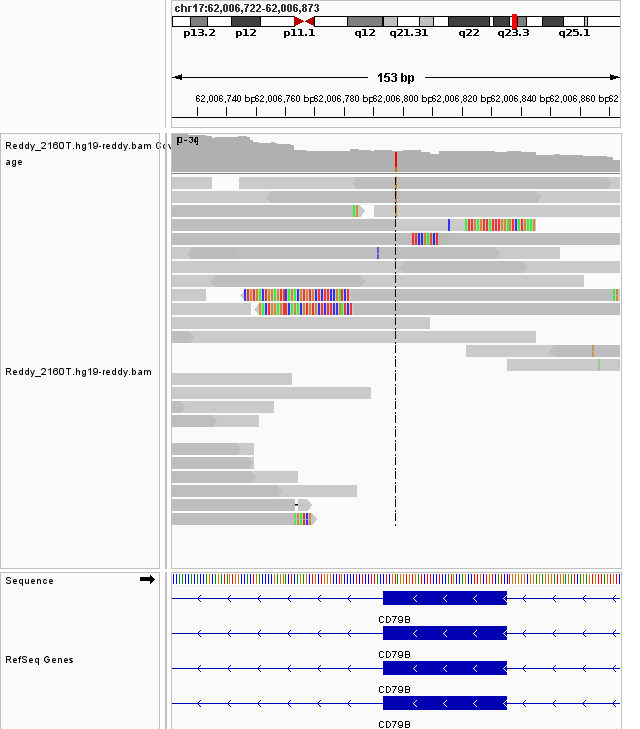 chr17:62,006,722-62,006,873
p13.2 p12 p11.1 q12 q21.31 q22 q23.3 q25.1
153 bp
62,006,740 bp 62,006,760 bp 62,006,780 bp 62,006,800 bp 62,006,820 bp 62,006,840 bp 62,006,860 bp 62
Reddy_2160T.hg19-reddy.bam Cov
age
Reddy_2160T.hg19-reddy.bam
Sequence
CD79B
CD79B
RefSeq Genes
CD79B
CD79B